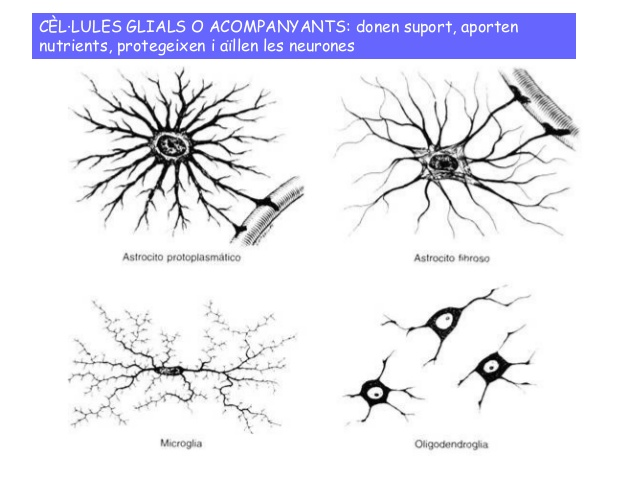 CÈL·LULES GLIALS O ACOMPANYANTS: donen suport, aporten
nutrients, protegeixen i aïllen les neurones
Astrocito protoplasmático
Astrocito fibroso
Microglia
Oligodendroglia